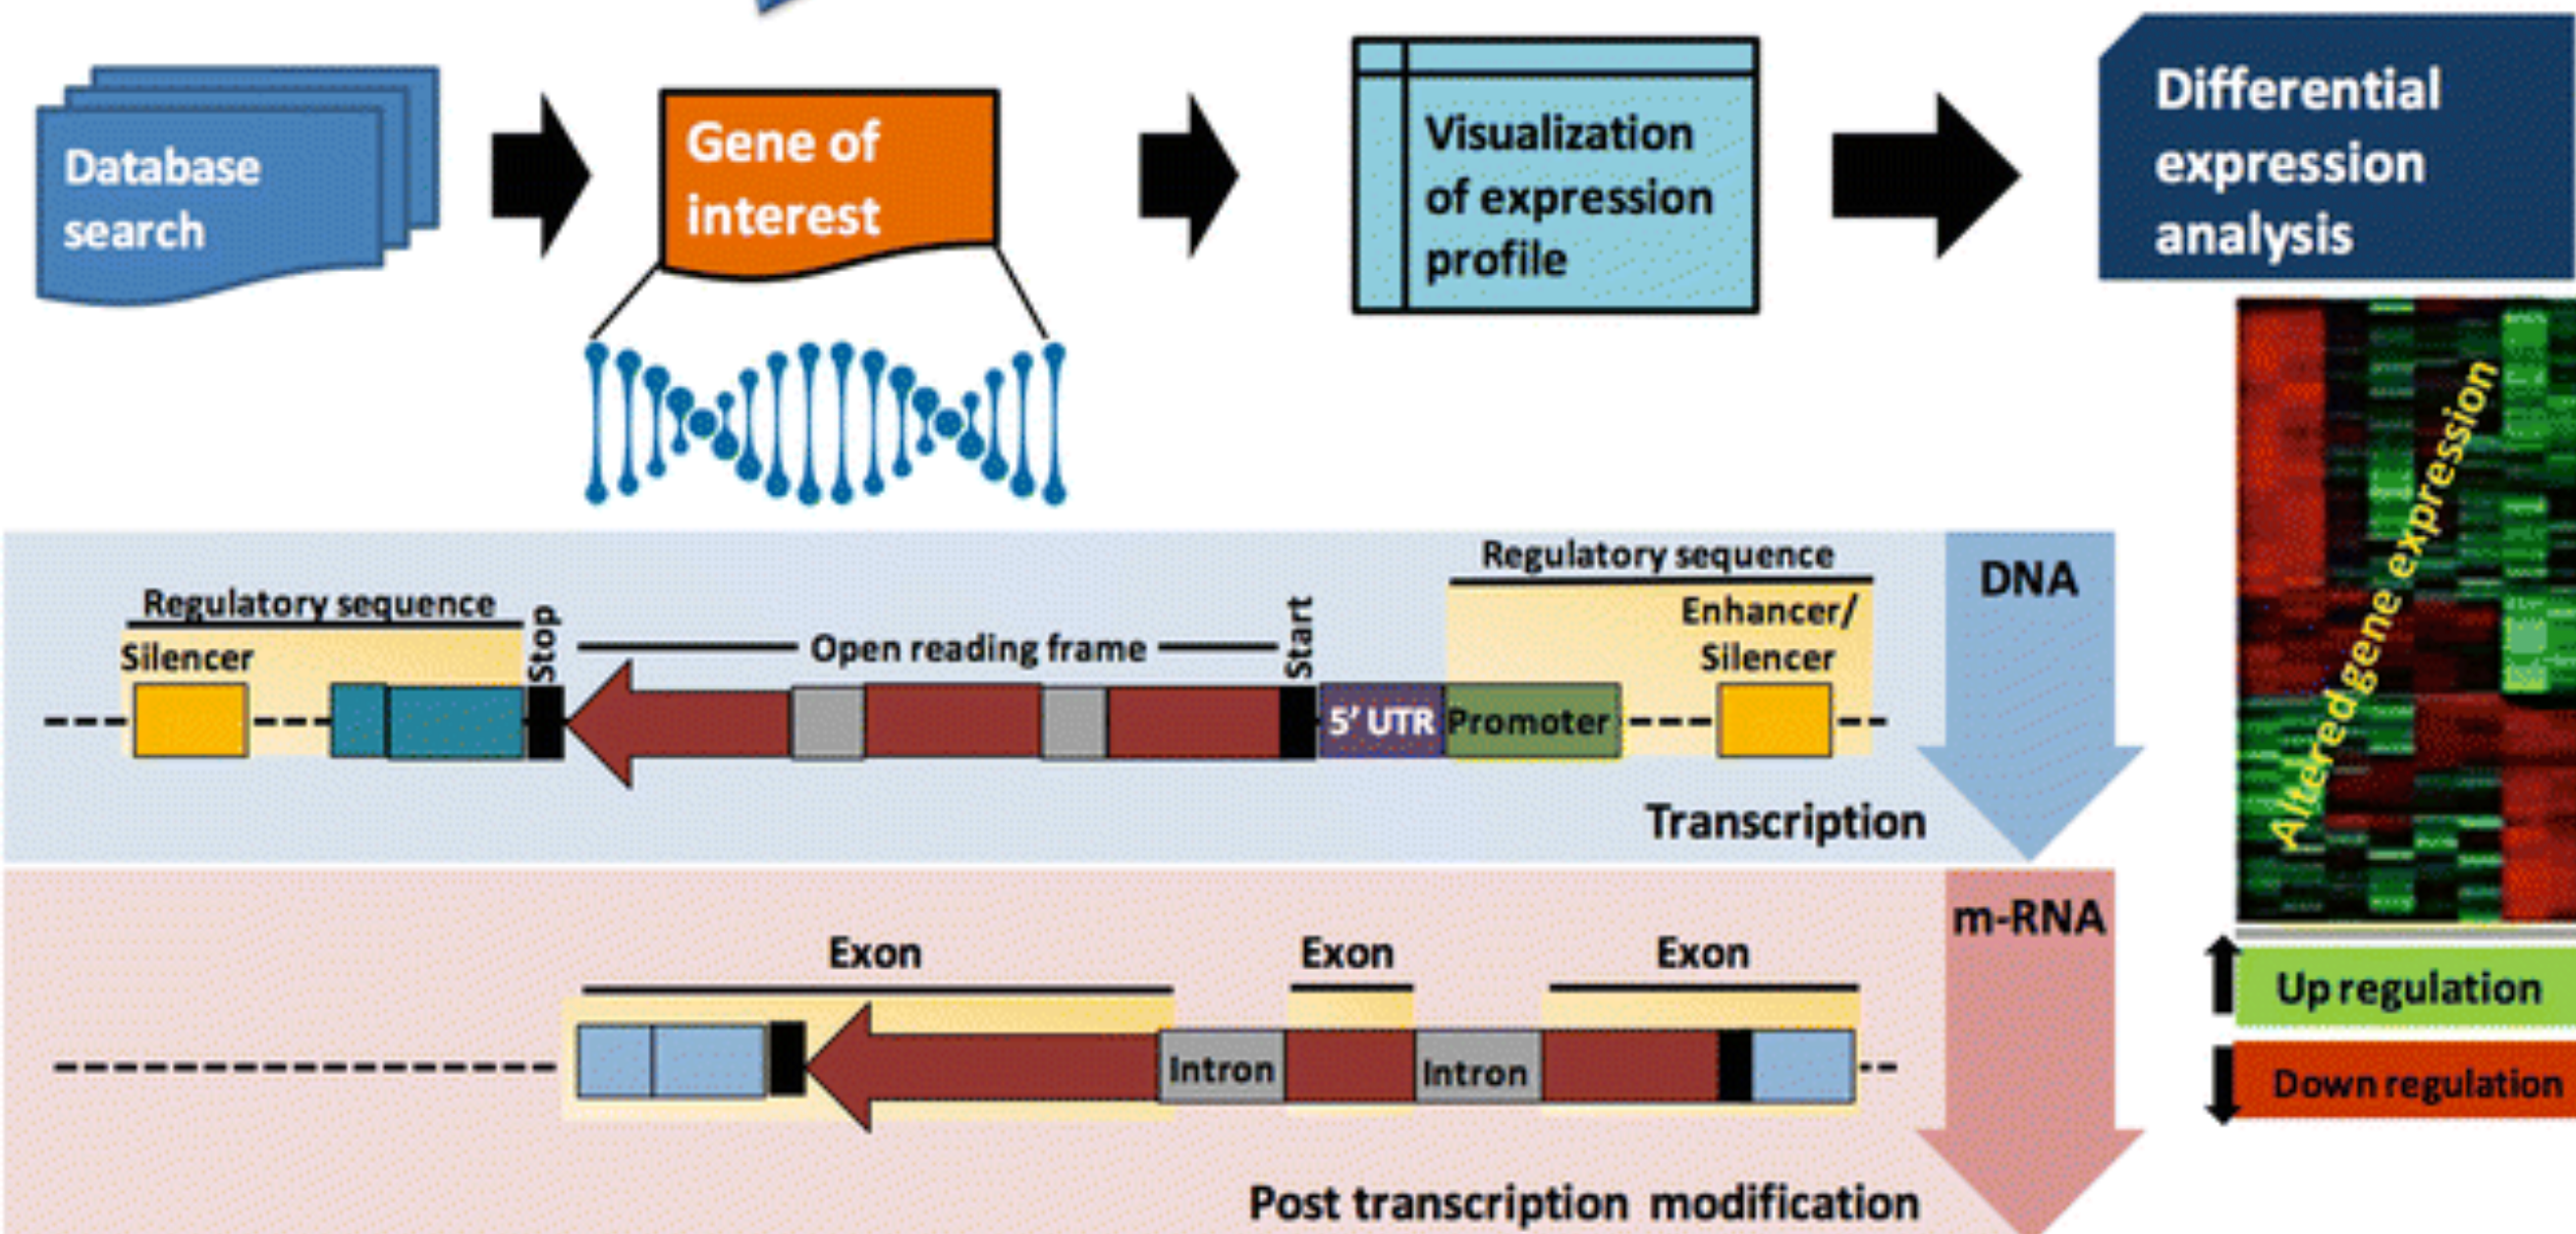 Database
search
Gene of
interest
Visualization
of expression
profile
Differential
expression
analysis
Altered gene expression
Regulatory sequence
Silencer
Stop
Open reading frame
Start
Regulatory sequence
Enhancer/
Silencer
5' UTR
Promoter
DNA
Transcription
m-RNA
Exon
Exon
Exon
Intron
Intron
Post transcription modification
Up regulation
Down regulation